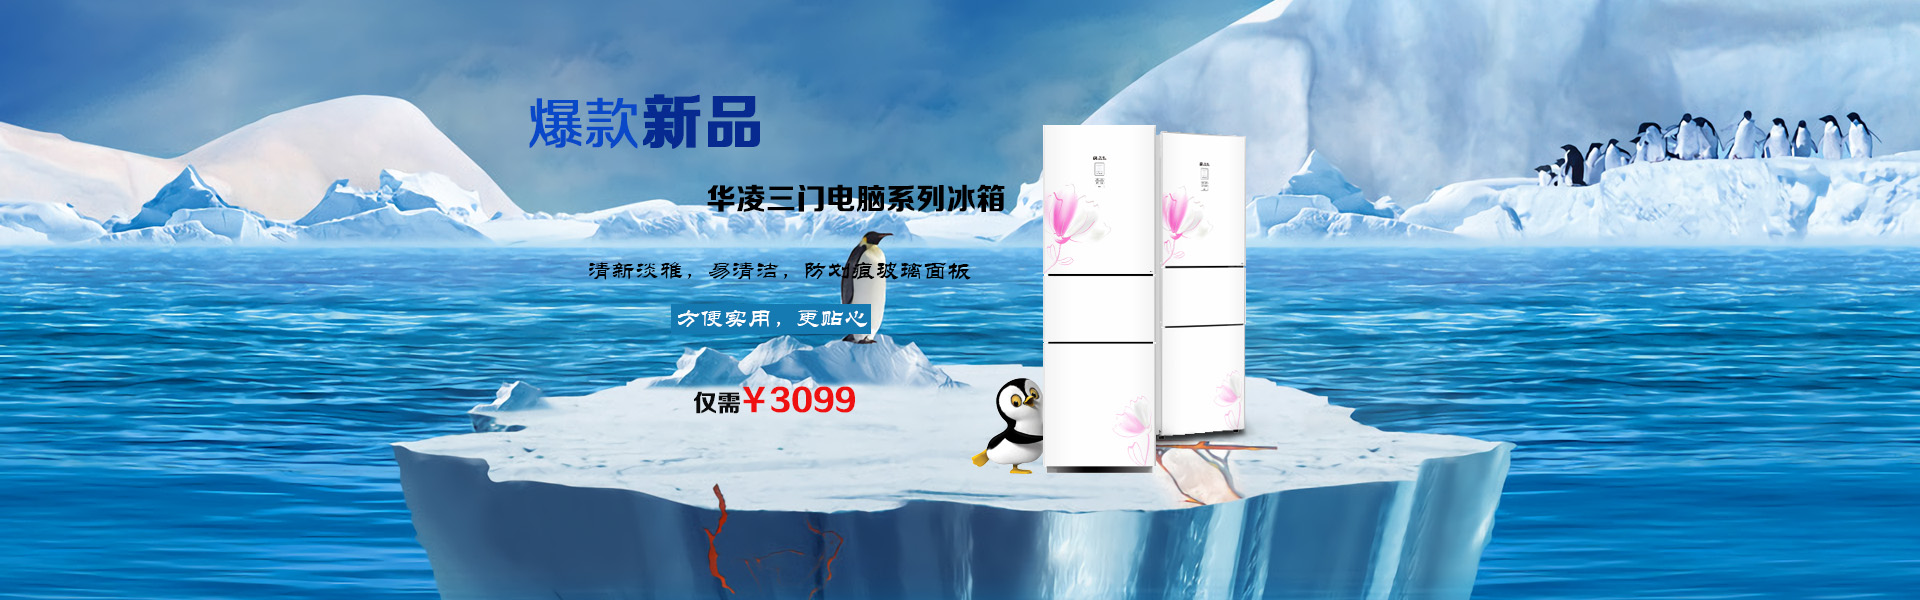 爆款新品
华凌三门电脑系列冰箱
清新淡雅，易清洁，防划痕玻璃面板
方便实用，更贴心
仅需￥3099